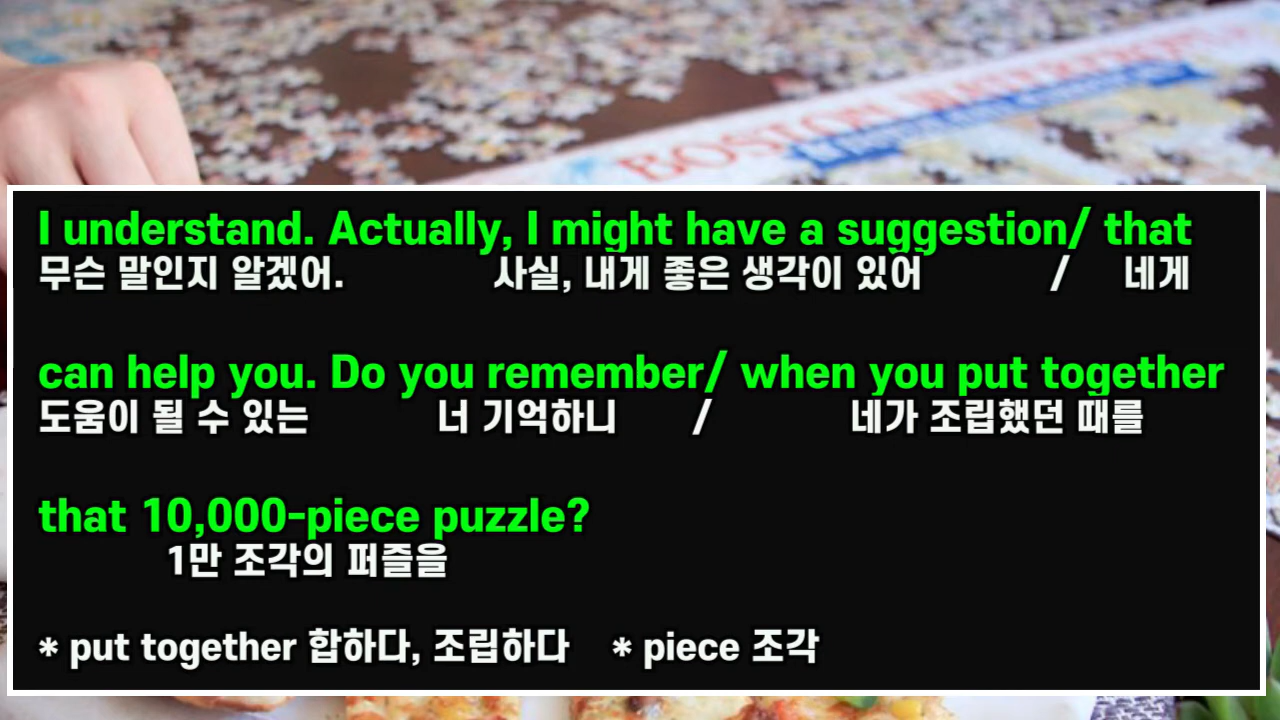 BOSTON
I understand. Actually, I might have a suggestion/ that
무슨 말인지 알겠어. 사실, 내게 좋은 생각이 있어 / 네게
can help you. Do you remember/ when you put together
도움이 될 수 있는 너 기억하니 / 네가 조립했던 때를
that 10,000-piece puzzle?
1만 조각의 퍼즐을
* put together 합하다, 조립하다 * piece 조각